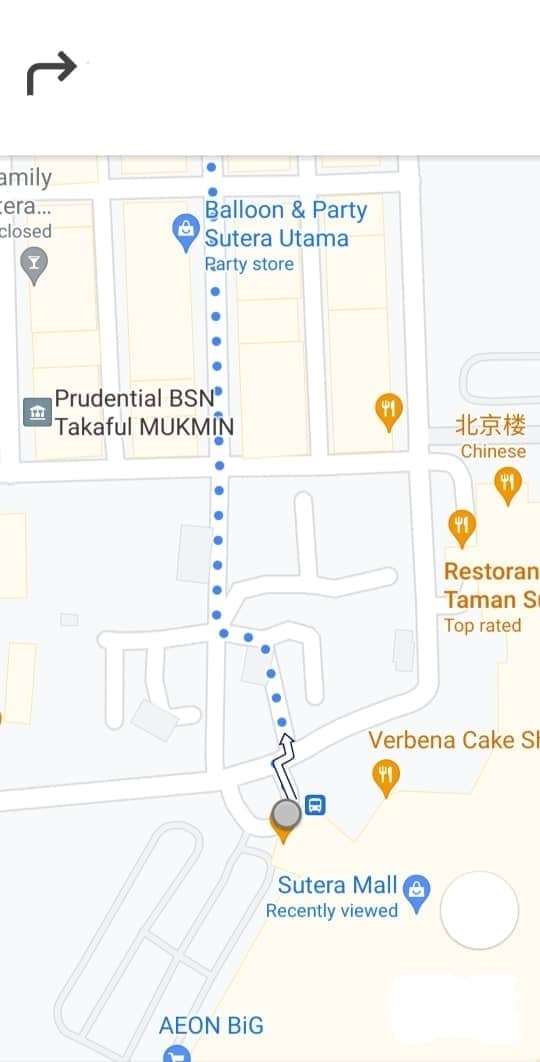 amily
tera...
closed
Balloon & Party
Sutera Utama
Party store
Prudential BSN
Takaful MUKMIN
北京楼
Chinese
Restoran
Taman Su
Top rated
Verbena Cake Sh
Sutera Mall
Recently viewed
AEON BiG